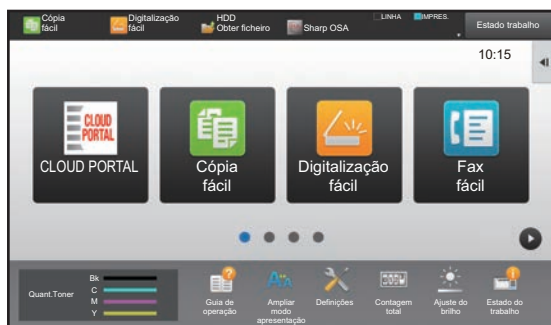 Cópia
fácil
Digitalização
fácil
HDD
Obter ficheiro
Sharp OSA
LINHA
IMPRES.
Estado trabalho
10:15
CLOUD
PORTAL
CLOUD PORTAL
Cópia
fácil
Digitalização
fácil
Fax
fácil
Quant.Toner
Bk
C
M
Y
Guia de
operação
Ampliar
modo
apresentação
Definições
Contagem
total
Ajuste do
brilho
Estado do
trabalho